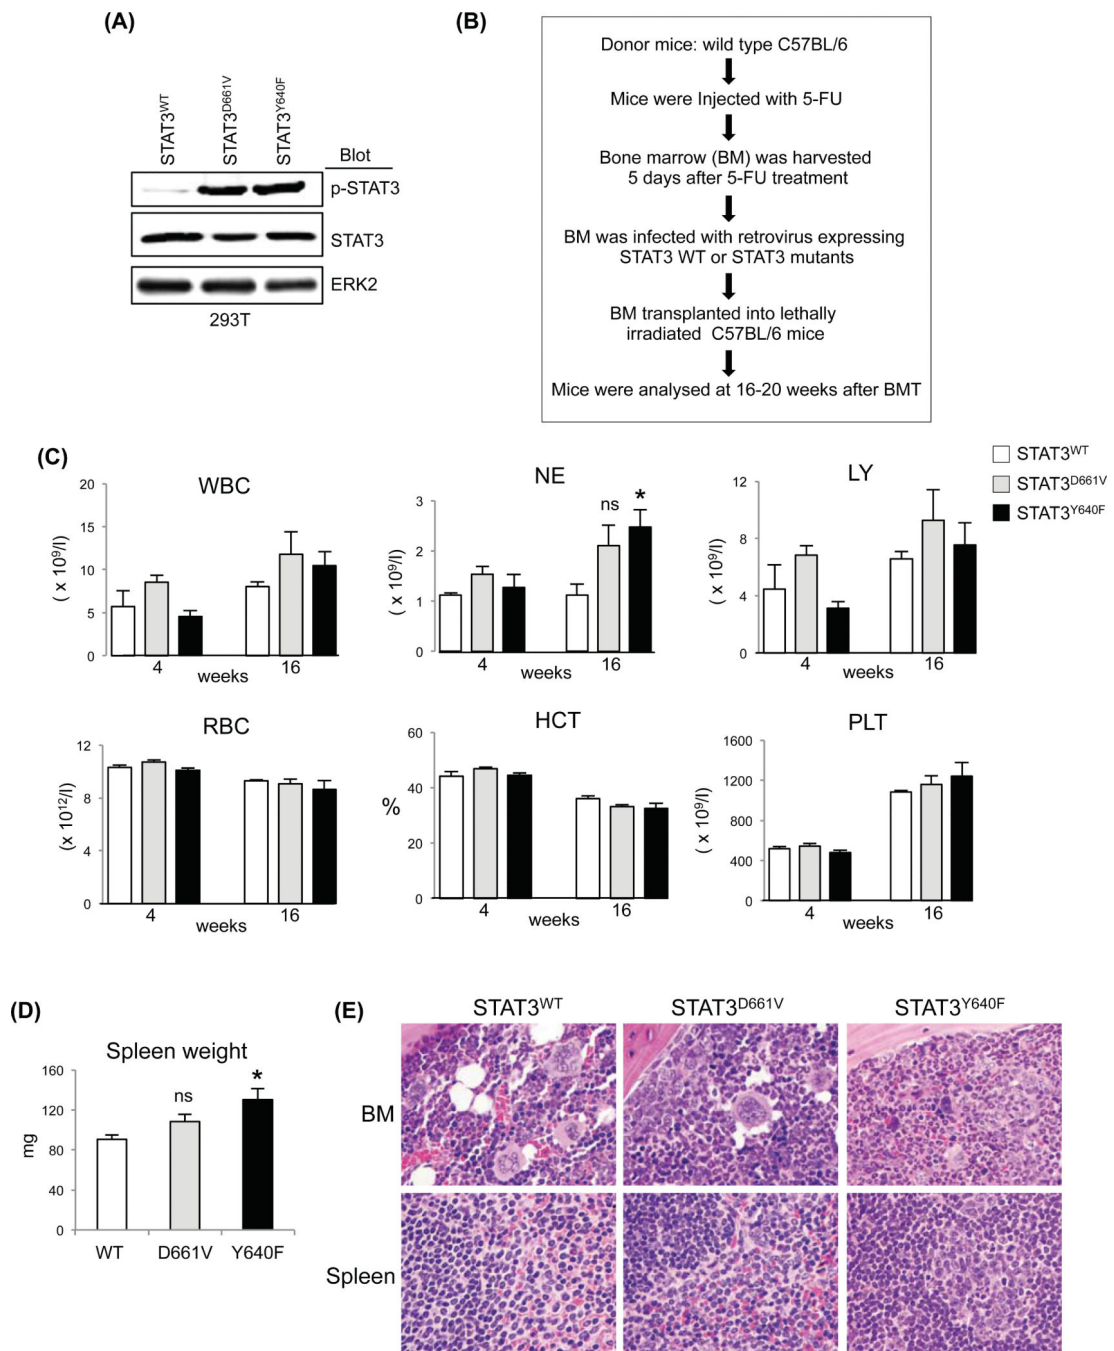 (A)
STAT3WT
STAT3D661V
STAT3Y640F
Blot
p-STAT3
STAT3
ERK2
293T
(B)
Donor mice: wild type C57BL/6
Mice were Injected with 5-FU
Bone marrow (BM) was harvested
5 days after 5-FU treatment
BM was infected with retrovirus expressing
STAT3 WT or STAT3 mutants
BM transplanted into lethally
irradiated C57BL/6 mice
Mice were analysed at 16-20 weeks after BMT
(C)
STAT3WT
STAT3D661V
STAT3Y640F
WBC
( x 10⁹/l)
20
15
10
5
0
4
16
weeks
NE
( x 10⁹/l)
3
2
1
0
ns
*
4
16
weeks
LY
( x 10⁹/l)
12
8
4
0
4
16
weeks
RBC
(x 10¹²/l)
12
8
4
0
4
16
weeks
HCT
%
60
40
20
0
4
16
weeks
PLT
( x 10⁹/l)
1600
1200
800
400
0
4
16
weeks
(D)
Spleen weight
mg
160
120
80
40
0
ns
*
WT
D661V
Y640F
(E)
STAT3WT
STAT3D661V
STAT3Y640F
BM
Spleen